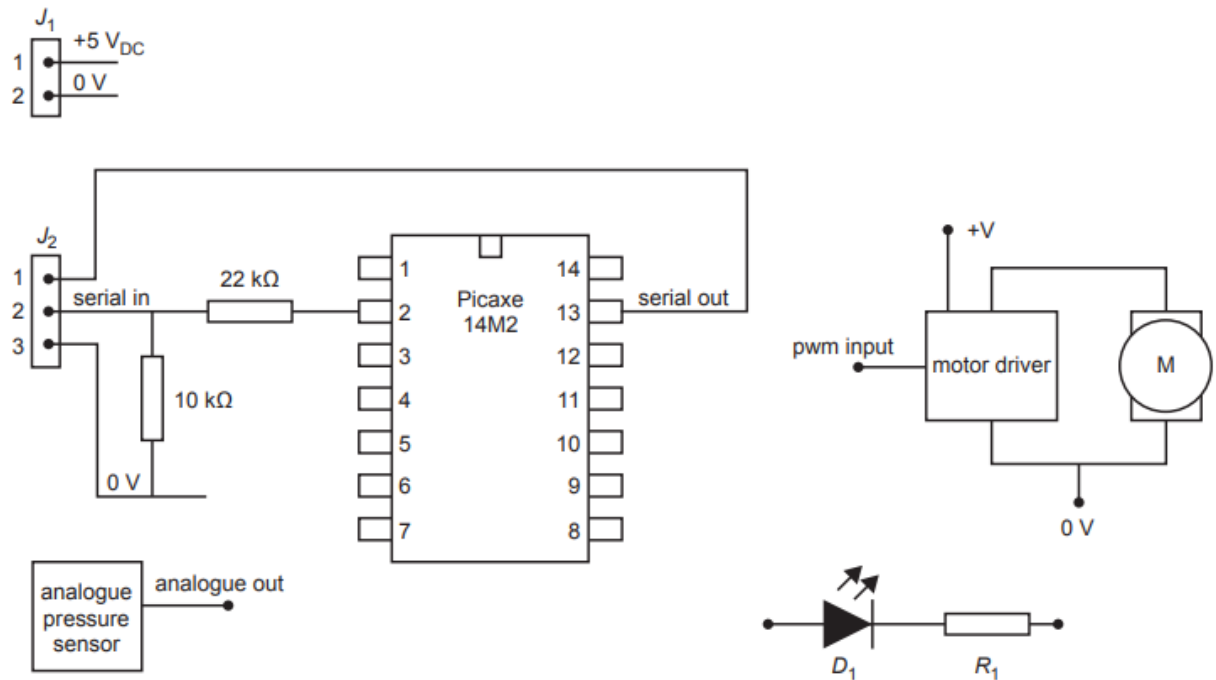 J1
1
+5 VDC
2
0 V
J2
1
2
serial in
3
22 kΩ
10 kΩ
0 V
Picaxe
14M2
1
2
3
4
5
6
7
14
13
12
11
10
9
8
serial out
+V
pwm input
motor driver
M
0 V
analogue
pressure
sensor
analogue out
D1
R1